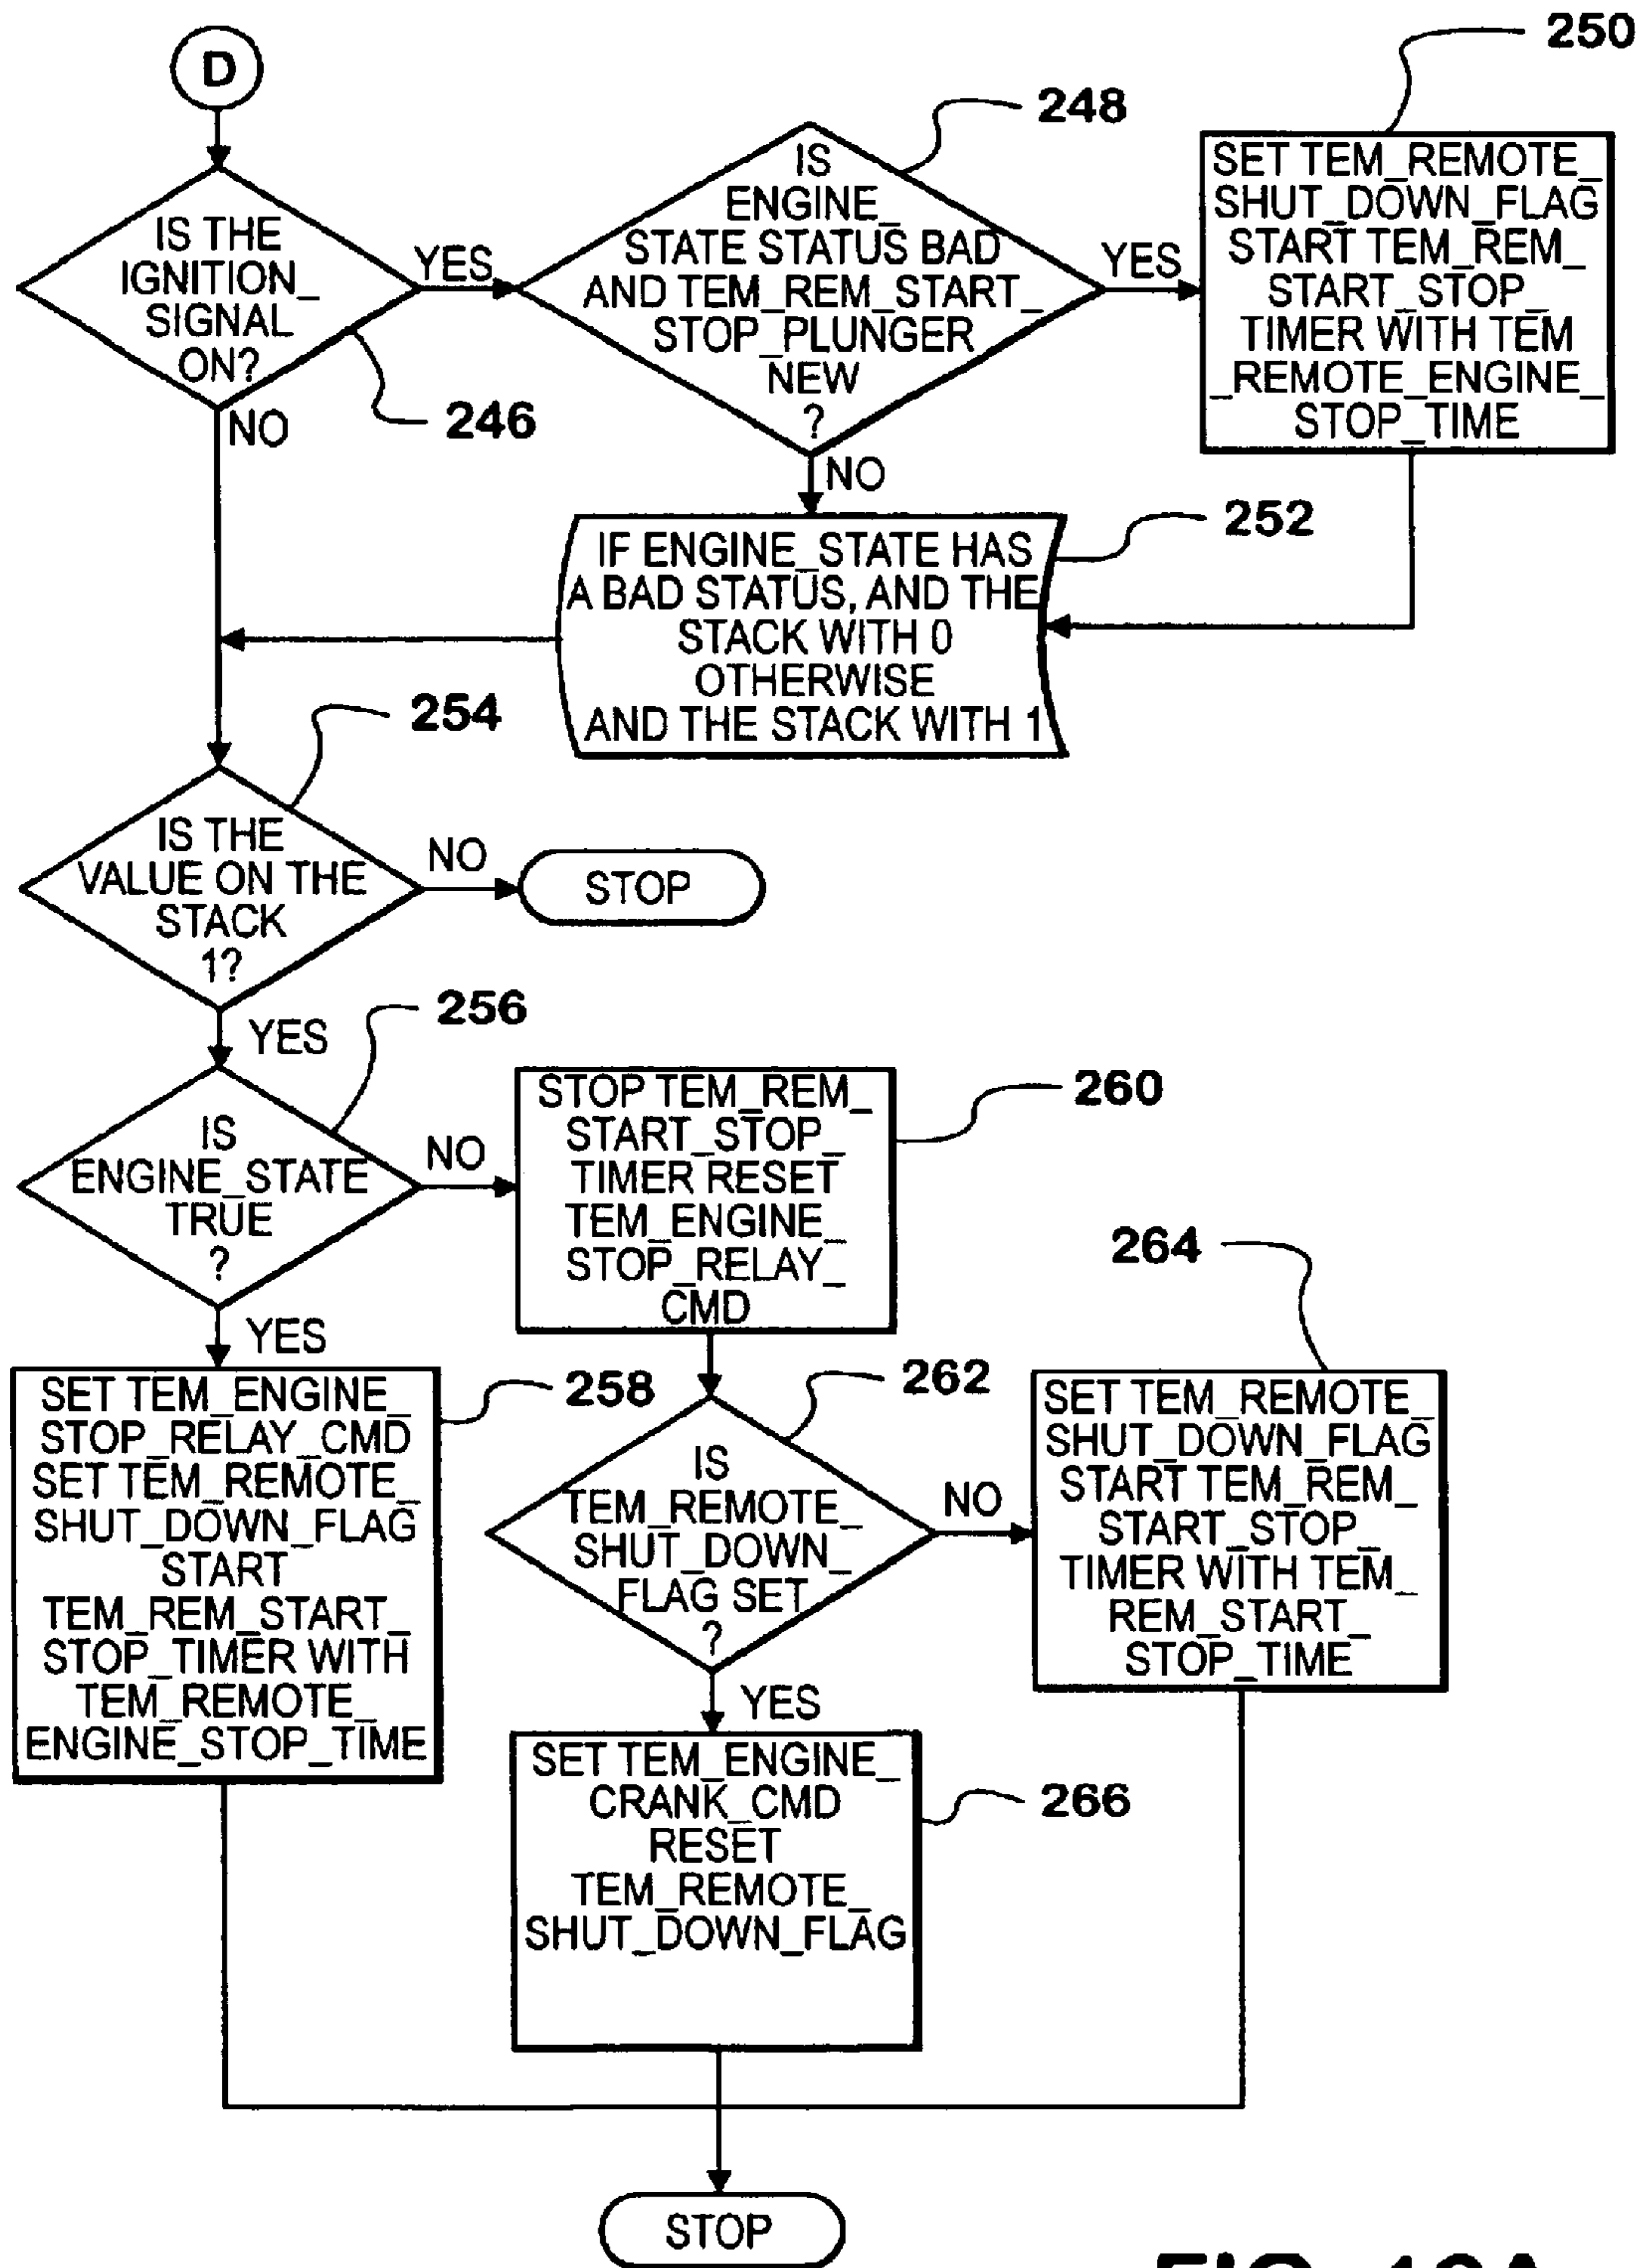 D
250
248
IS THE
IGNITION_
SIGNAL
ON?
246
YES
NO
IS
ENGINE_
STATE STATUS BAD
AND TEM_REM_START_
STOP_PLUNGER
NEW
?
YES
NO
SET TEM_REMOTE_
SHUT_DOWN_FLAG
START TEM_REM_
START_STOP_
TIMER WITH TEM
_REMOTE_ENGINE_
STOP_TIME
252
IF ENGINE_STATE HAS
A BAD STATUS, AND THE
STACK WITH 0
OTHERWISE
AND THE STACK WITH 1
254
IS THE
VALUE ON THE
STACK
1?
NO
STOP
YES
256
IS
ENGINE_STATE
TRUE
?
NO
YES
260
STOP TEM_REM_
START_STOP_
TIMER RESET
TEM_ENGINE_
STOP_RELAY_
CMD
258
SET TEM_ENGINE_
STOP_RELAY_CMD
SET TEM_REMOTE_
SHUT_DOWN_FLAG
START
TEM_REM_START_
STOP_TIMER WITH
TEM_REMOTE_
ENGINE_STOP_TIME
262
IS
TEM_REMOTE_
SHUT_DOWN_
FLAG SET
?
NO
YES
264
SET TEM_REMOTE_
SHUT_DOWN_FLAG
START TEM_REM_
START_STOP_
TIMER WITH TEM_
REM_START_
STOP_TIME
266
SET TEM_ENGINE_
CRANK_CMD
RESET
TEM_REMOTE_
SHUT_DOWN_FLAG
STOP